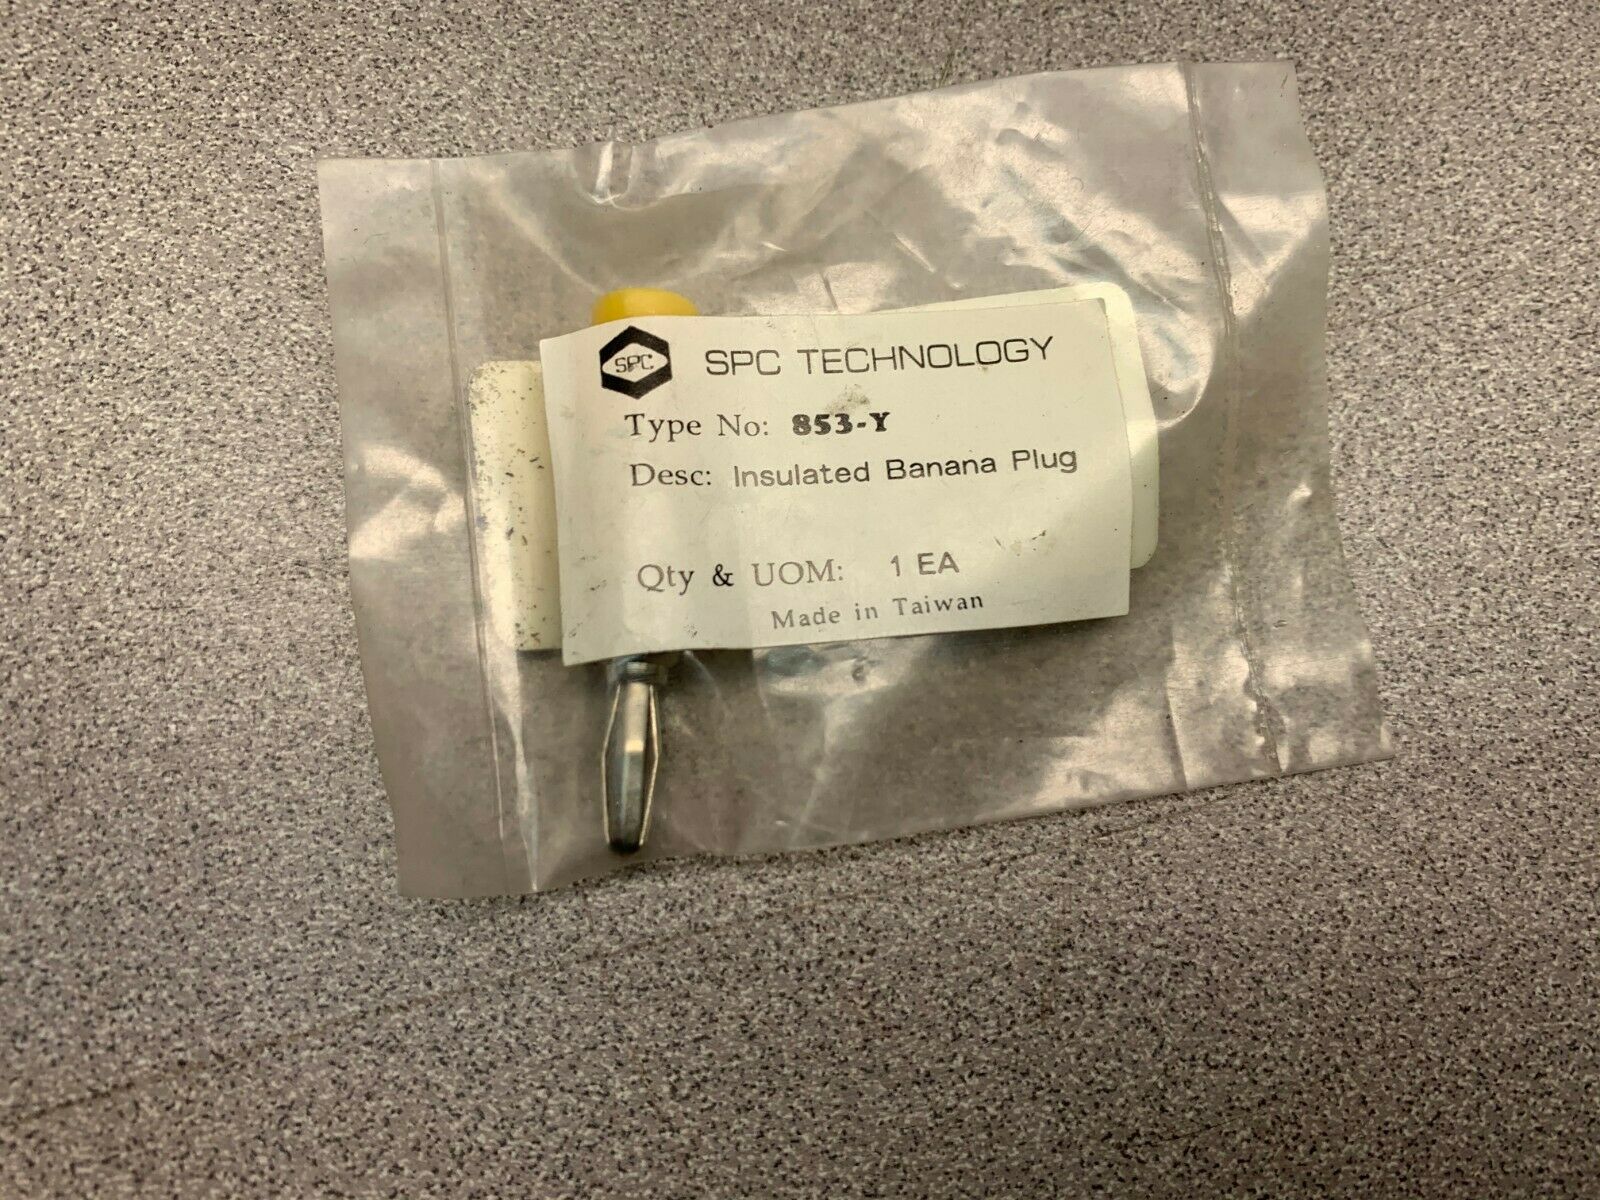 SPC SPC TECHNOLOGY
Type No: 853-Y
Desc: Insulated Banana Plug
Qty & UOM: 1 EA
Made in Taiwan